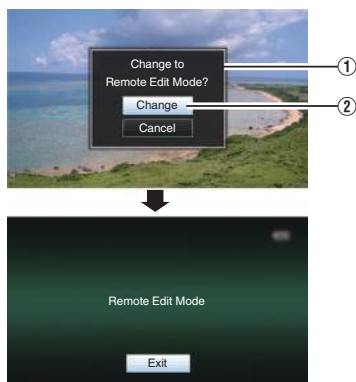 Change to
Remote Edit Mode?
①
Change
②
Cancel
Remote Edit Mode
Exit